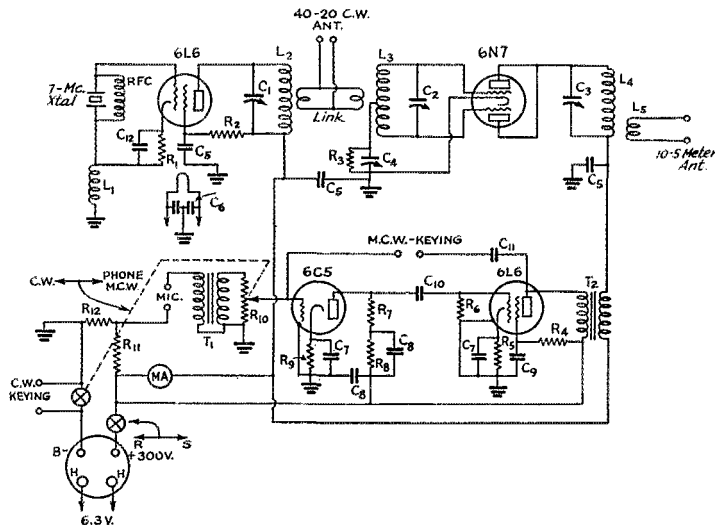 40-20 C.W.
ANT.
6L6
L2
L3
6N7
7-Mc.
Xtal
RFC
C1
C2
C3
L4
L5
Link
R2
C12
R1
C5
R3
C4
C5
C5
10-5 Meter
Ant.
L1
C6
M.C.W.-KEYING
C11
C.W.
PHONE
M.C.W.
MIC.
6C5
C10
6L6
T2
R12
T1
R10
R7
R6
R11
R9
C7
R8
C8
C7
R5
R4
C8
C9
MA
C.W.
KEYING
R
S
B-
+300V.
H
H
6.3V.